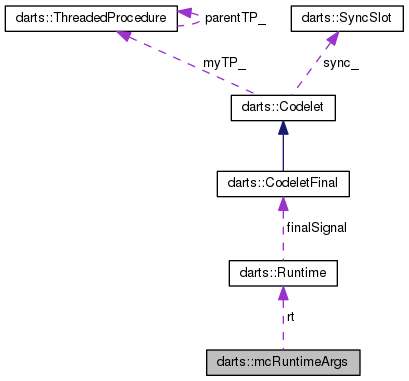 darts::ThreadedProcedure
parentTP_
darts::SyncSlot
myTP_
sync_
darts::Codelet
darts::CodeletFinal
finalSignal
darts::Runtime
rt
darts::mcRuntimeArgs